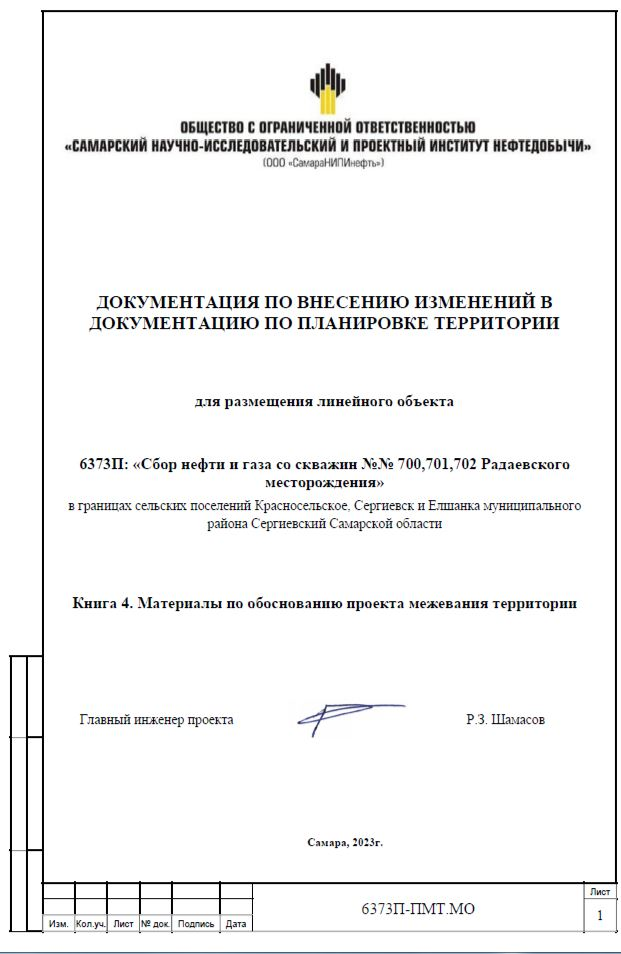 ОБЩЕСТВО С ОГРАНИЧЕННОЙ ОТВЕТСТВЕННОСТЬЮ
«САМАРСКИЙ НАУЧНО-ИССЛЕДОВАТЕЛЬСКИЙ И ПРОЕКТНЫЙ ИНСТИТУТ НЕФТЕДОБЫЧИ»
(ООО «СамараНИПИнефть»)
ДОКУМЕНТАЦИЯ ПО ВНЕСЕНИЮ ИЗМЕНЕНИЙ В
ДОКУМЕНТАЦИЮ ПО ПЛАНИРОВКЕ ТЕРРИТОРИИ
для размещения линейного объекта
6373П: «Сбор нефти и газа со скважин №№ 700,701,702 Радаевского
месторождения»
в границах сельских поселений Красносельское, Сергиевск и Елшанка муниципального
района Сергиевский Самарской области
Книга 4. Материалы по обоснованию проекта межевания территории
Главный инженер проекта Р.З. Шамасов
Самара, 2023г.
6373П-ПМТ.МО
Лист
1
Изм. Кол.уч. Лист № док. Подпись Дата